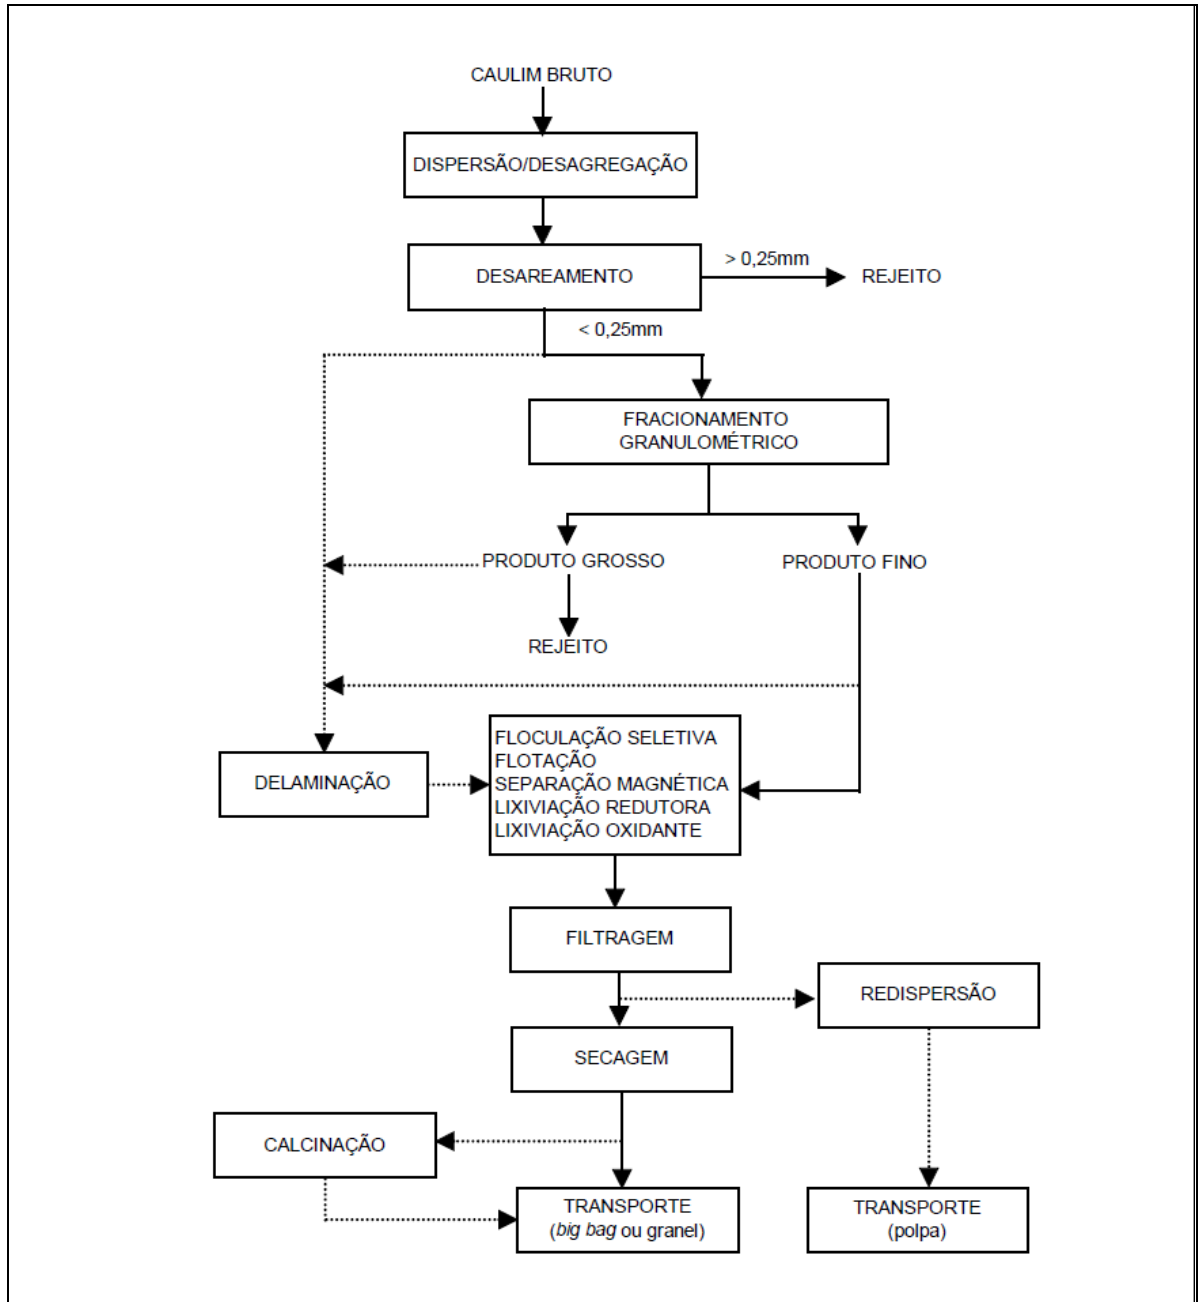 CAULIM BRUTO
DISPERSÃO/DESAGREGAÇÃO
DESAREAMENTO
> 0,25mm
REJEITO
< 0,25mm
FRACIONAMENTO
GRANULOMÉTRICO
PRODUTO GROSSO
PRODUTO FINO
REJEITO
DELAMINAÇÃO
FLOCULAÇÃO SELETIVA
FLOTAÇÃO
SEPARAÇÃO MAGNÉTICA
LIXIVIAÇÃO REDUTORA
LIXIVIAÇÃO OXIDANTE
FILTRAGEM
REDISPERSÃO
SECAGEM
CALCINAÇÃO
TRANSPORTE
(big bag ou granel)
TRANSPORTE
(polpa)